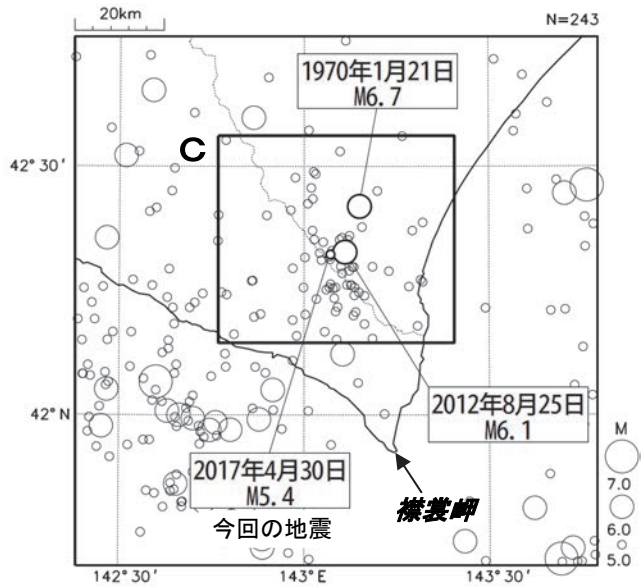 20km
N=243
1970年1月21日
M6.7
C
42°30′
2012年8月25日
M6.1
42°N
2017年4月30日
M5.4
今回の地震
襟裳岬
M
7.0
6.0
5.0
142°30′
143°E
143°30′